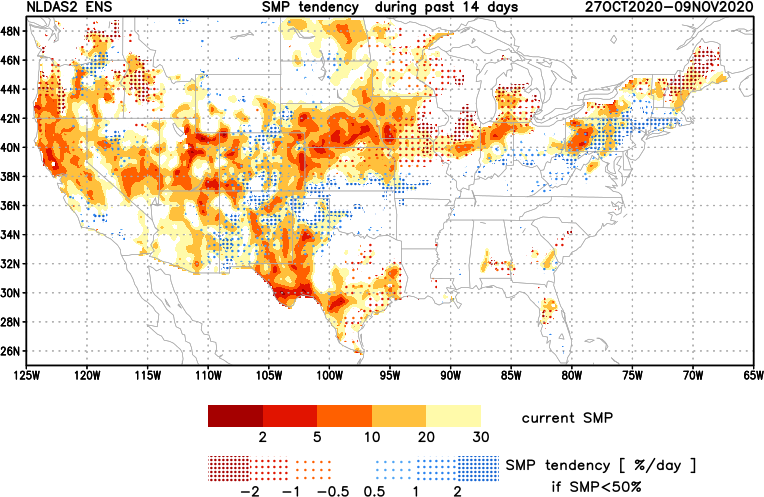 NLDAS2 ENS SMP tendency during past 14 days 27OCT2020-09NOV2020
48N
46N
44N
42N
40N
38N
36N
34N
32N
30N
28N
26N
125W 120W 115W 110W 105W 100W 95W 90W 85W 80W 75W 70W 65W
current SMP
2 5 10 20 30
SMP tendency [ %/day ]
if SMP<50%
-2 -1 -0.5 0.5 1 2